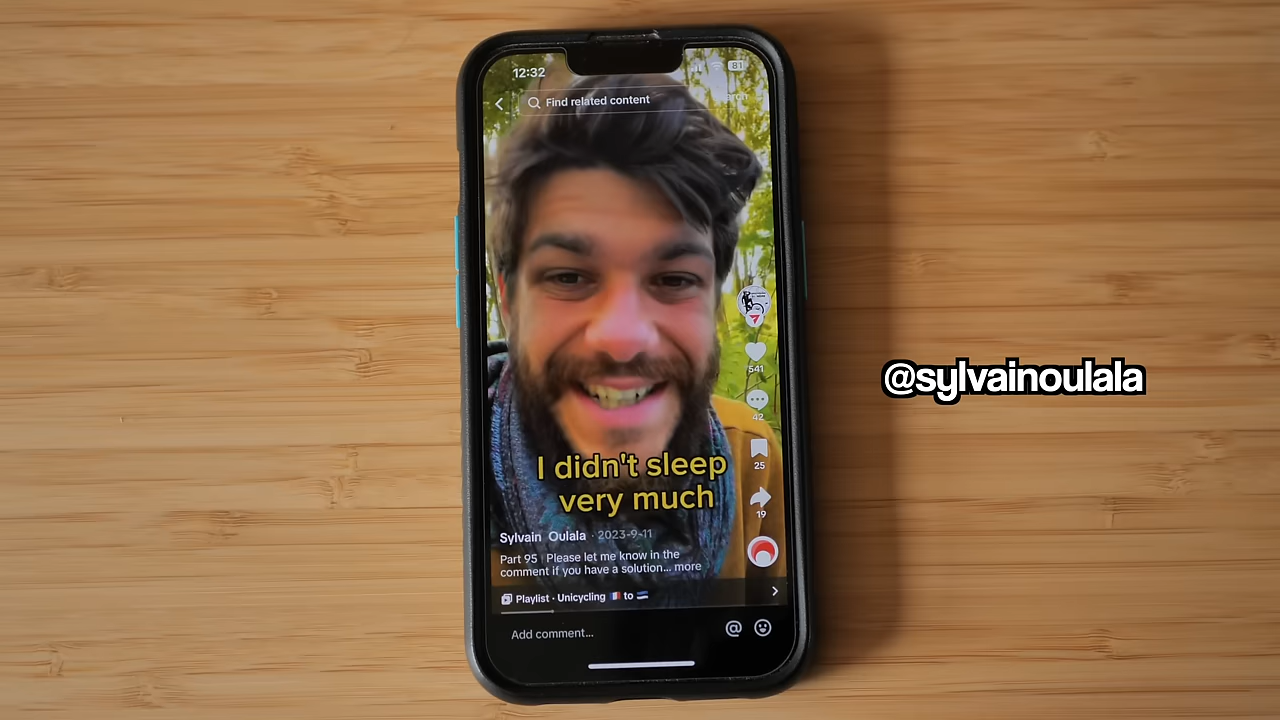 12:32
81
Find related content
541
42
25
19
I didn't sleep
very much
Sylvain Oulala · 2023-9-11
Part 95 Please let me know in the
comment if you have a solution... more
Playlist · Unicycling 🇫🇷 to 🇪🇪
Add comment...
@sylvainoulala